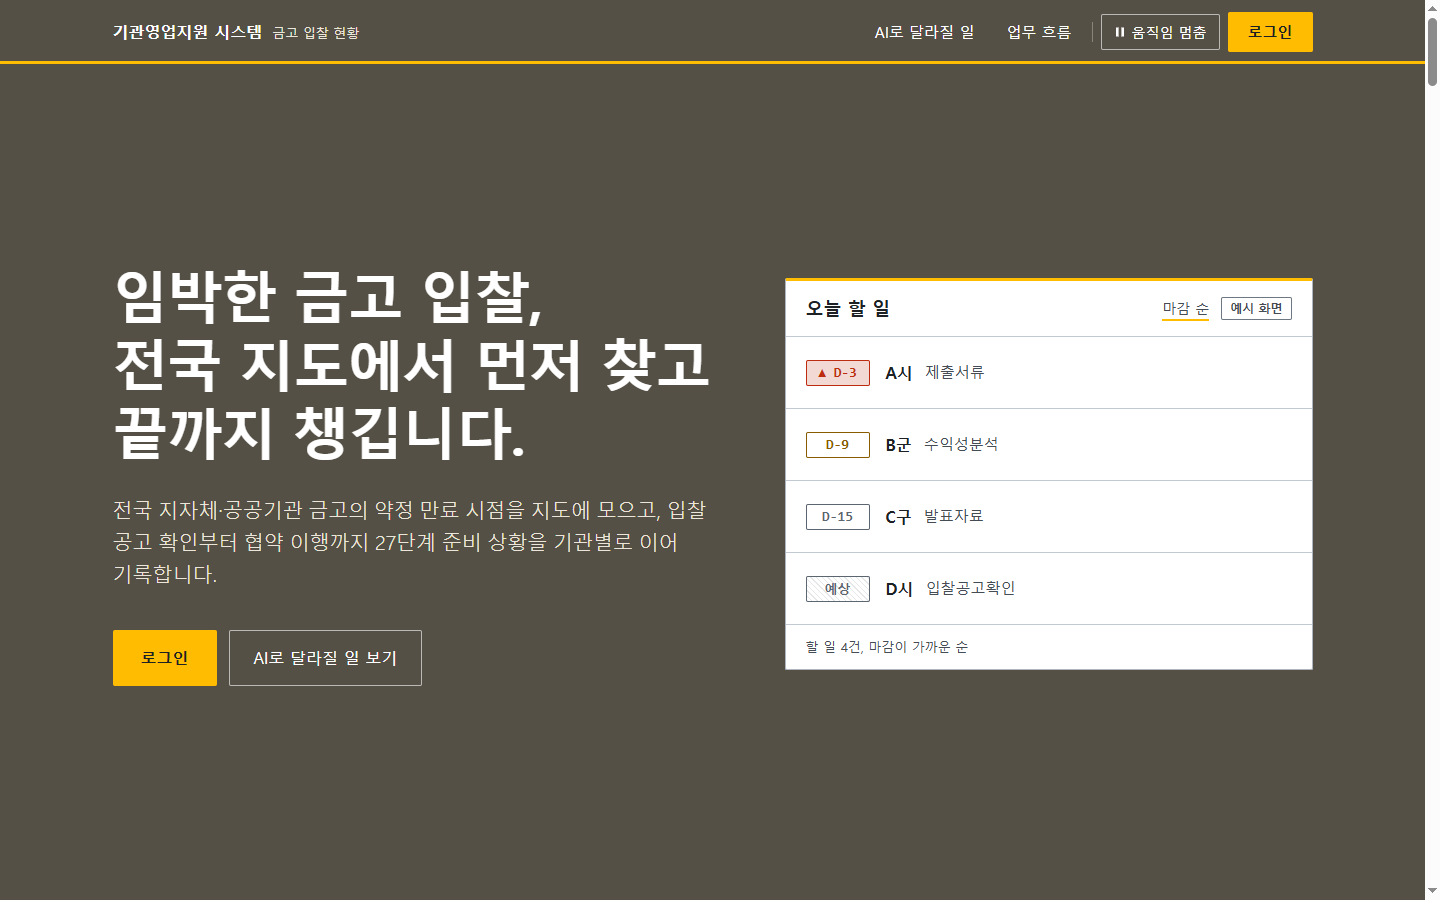 기관영업지원 시스템 금고 입찰 현황
AI로 달라질 일
업무 흐름
움직임 멈춤
로그인
임박한 금고 입찰,
전국 지도에서 먼저 찾고
끝까지 챙깁니다.
전국 지자체·공공기관 금고의 약정 만료 시점을 지도에 모으고, 입찰
공고 확인부터 협약 이행까지 27단계 준비 상황을 기관별로 이어
기록합니다.
로그인
AI로 달라질 일 보기
오늘 할 일
마감 순
예시 화면
▲ D-3 A시 제출서류
D-9 B군 수익성분석
D-15 C구 발표자료
예상 D시 입찰공고확인
할 일 4건, 마감이 가까운 순